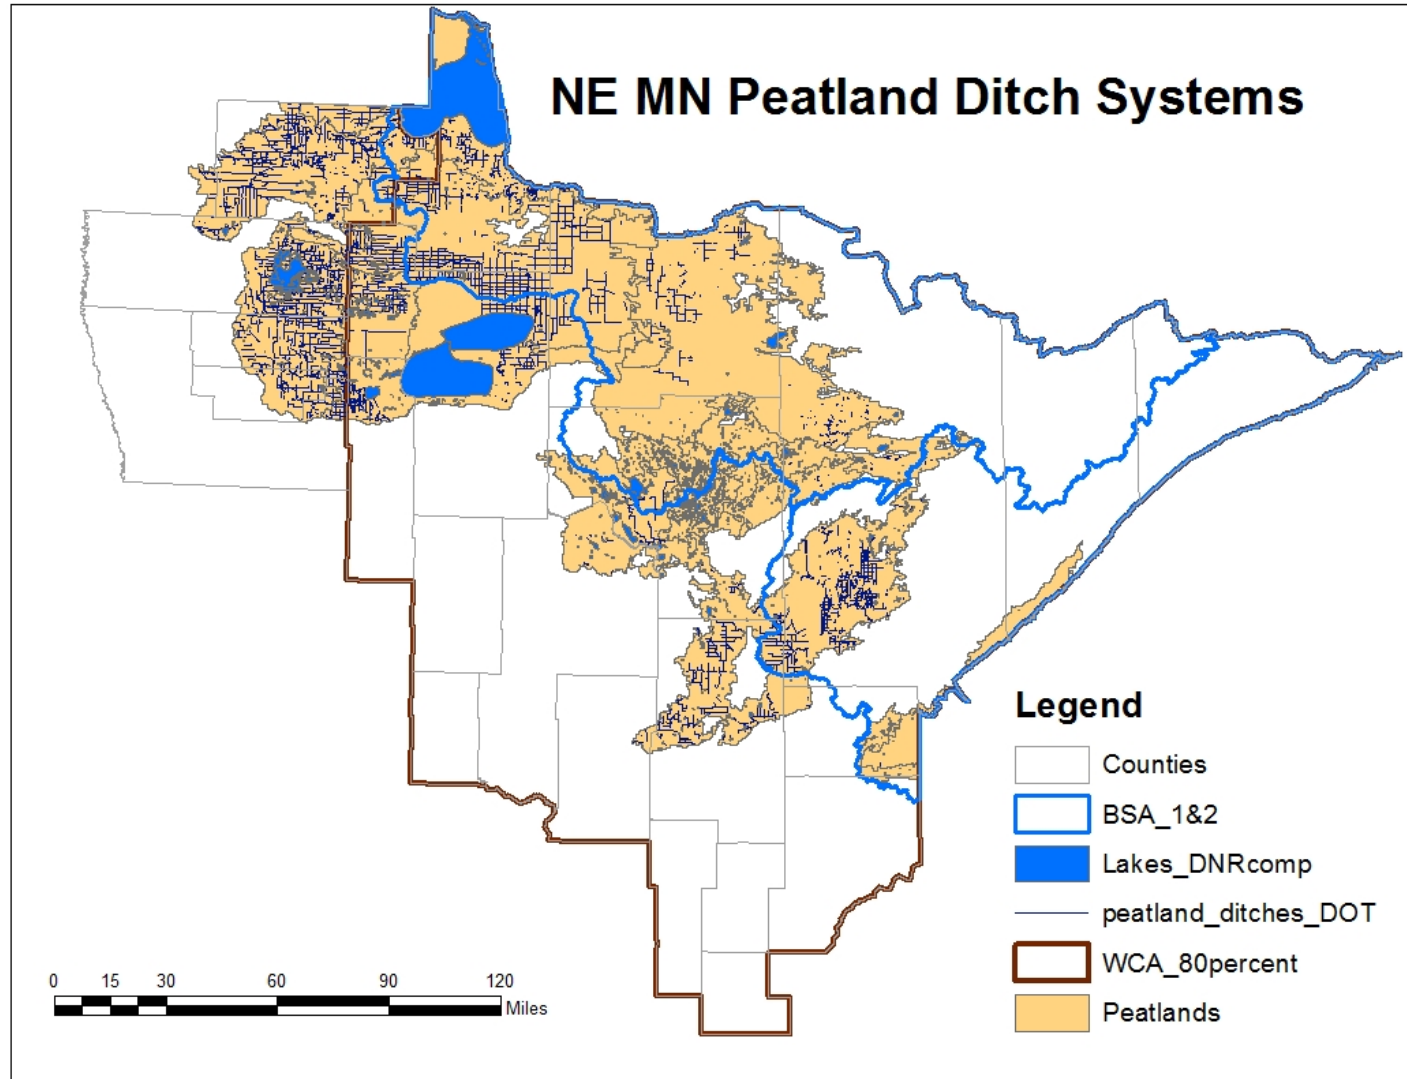 NE MN Peatland Ditch Systems
Legend
Counties
BSA_1&2
Lakes_DNRcomp
peatland_ditches_DOT
WCA_80percent
Peatlands
0 15 30 60 90 120
Miles